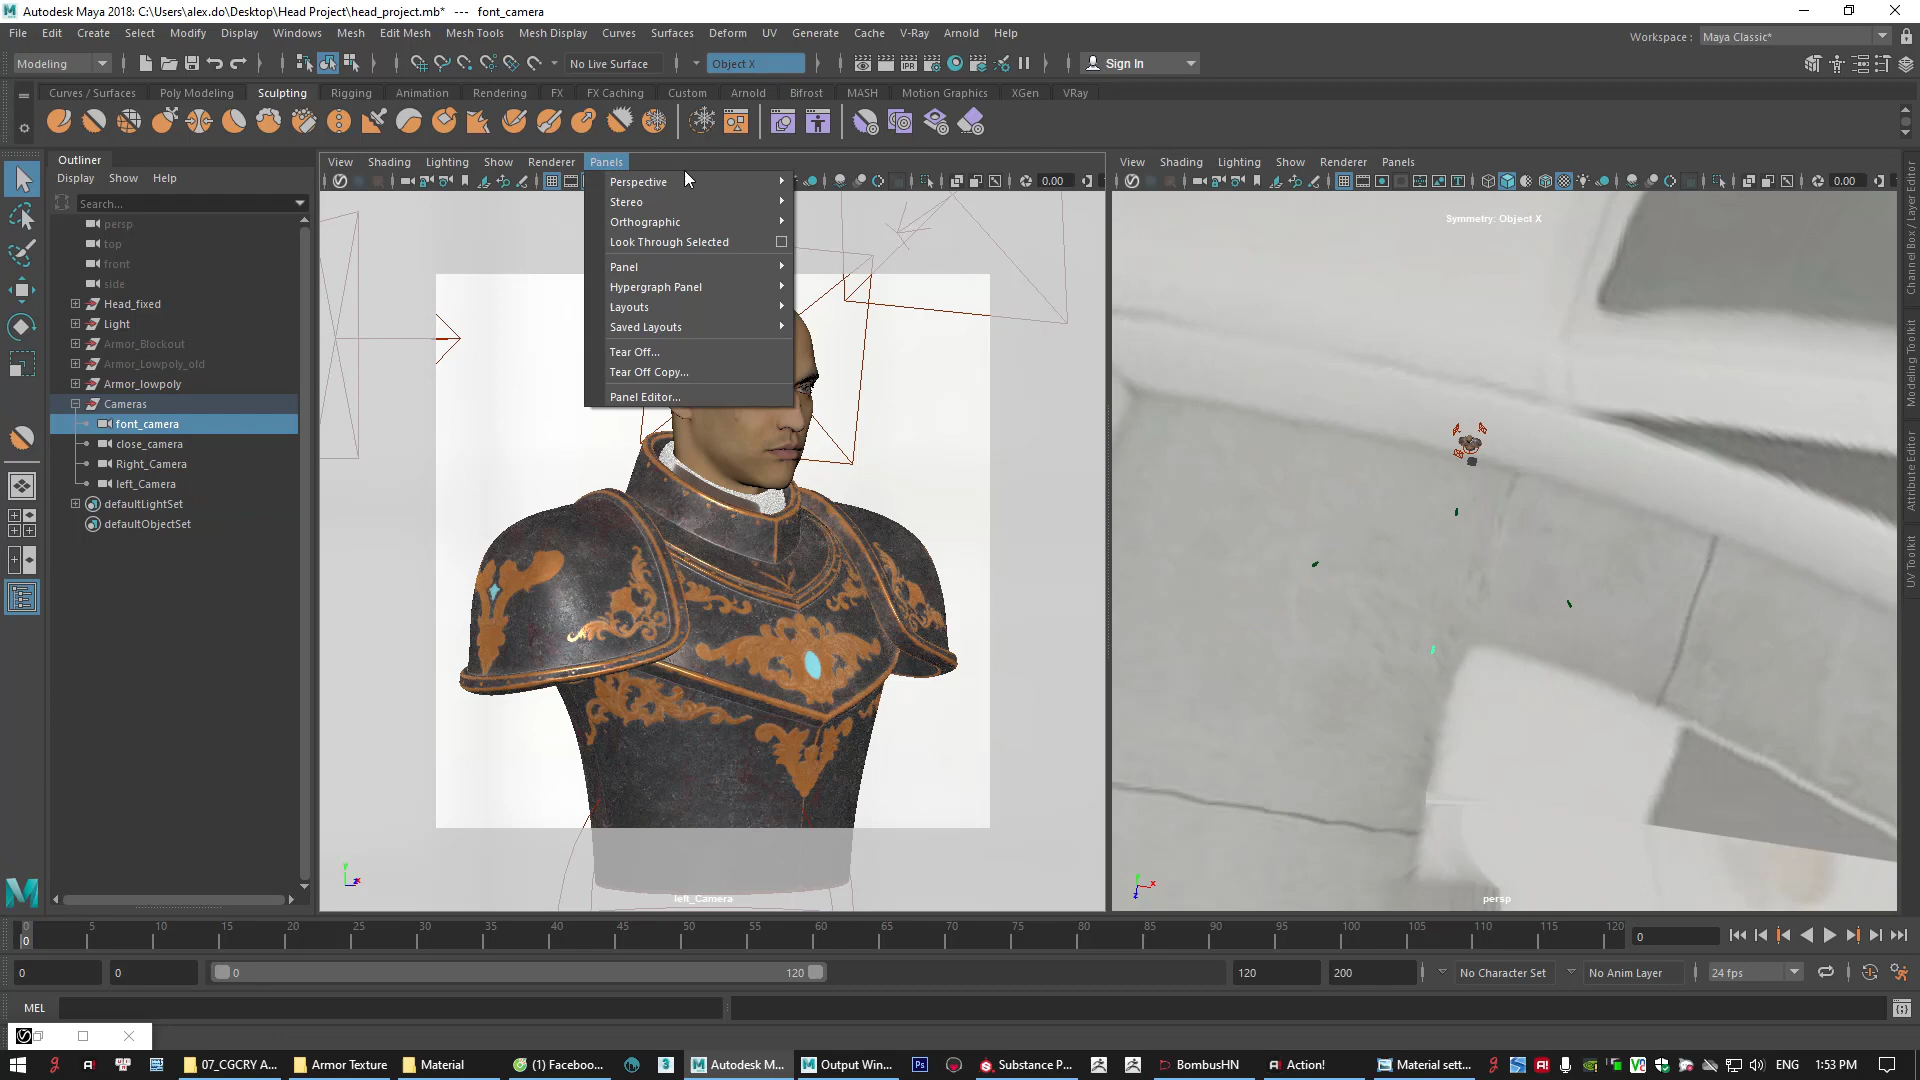 Autodesk Maya 2018: C:\Users\alex.do\Desktop\Head Project\head_project.mb* --- font_camera
File Edit Create Select Modify Display Windows Mesh Edit Mesh Mesh Tools Mesh Display Curves Surfaces Deform UV Generate Cache V-Ray Arnold Help
Workspace : Maya Classic*
Modeling
No Live Surface
Object X
Sign In
Curves / Surfaces Poly Modeling Sculpting Rigging Animation Rendering FX FX Caching Custom Arnold Bifrost MASH Motion Graphics XGen VRay
Outliner
Display Show Help
Search...
persp
top
front
side
Head_fixed
Light
Armor_Blockout
Armor_Lowpoly_old
Armor_lowpoly
Cameras
font_camera
close_camera
Right_Camera
left_Camera
defaultLightSet
defaultObjectSet
View Shading Lighting Show Renderer Panels
0.00
Perspective
Stereo
Orthographic
Look Through Selected
Panel
Hypergraph Panel
Layouts
Saved Layouts
Tear Off...
Tear Off Copy...
Panel Editor...
left_Camera
View Shading Lighting Show Renderer Panels
0.00
Symmetry: Object X
persp
Channel Box / Layer Editor
Modeling Toolkit
Attribute Editor
UV Toolkit
0 5 10 15 20 25 30 35 40 45 50 55 60 65 70 75 80 85 90 95 100 105 110 115 120
0
0
0 0 0 120 120 200 No Character Set No Anim Layer 24 fps
MEL
07_CGCRY A... Armor Texture Material (1) Faceboo... Autodesk M... Output Win... Substance P... BombusHN Action! Material sett... ENG 1:53 PM